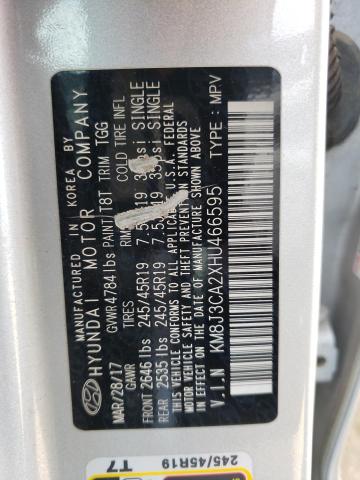 MANUFACTURED IN KOREA BY
HYUNDAI MOTOR COMPANY
GVWR 4784 lbs PAINT/ T8T TRIM TGG
MAR/28/17 TIRES COLD TIRE INFL
GAWR
FRONT 2646 lbs 245/45R19 SINGLE
REAR 2535 lbs 245/45R19 SINGLE
THIS VEHICLE CONFORMS TO ALL APPLICABLE U.S.A. FEDERAL
MOTOR VEHICLE SAFETY AND THEFT PREVENTION STANDARDS
IN EFFECT ON THE DATE OF MANUFACTURE SHOWN ABOVE
V.I.N KM8J3CA2XHU466595 TYPE : MPV
245/45R19
T7